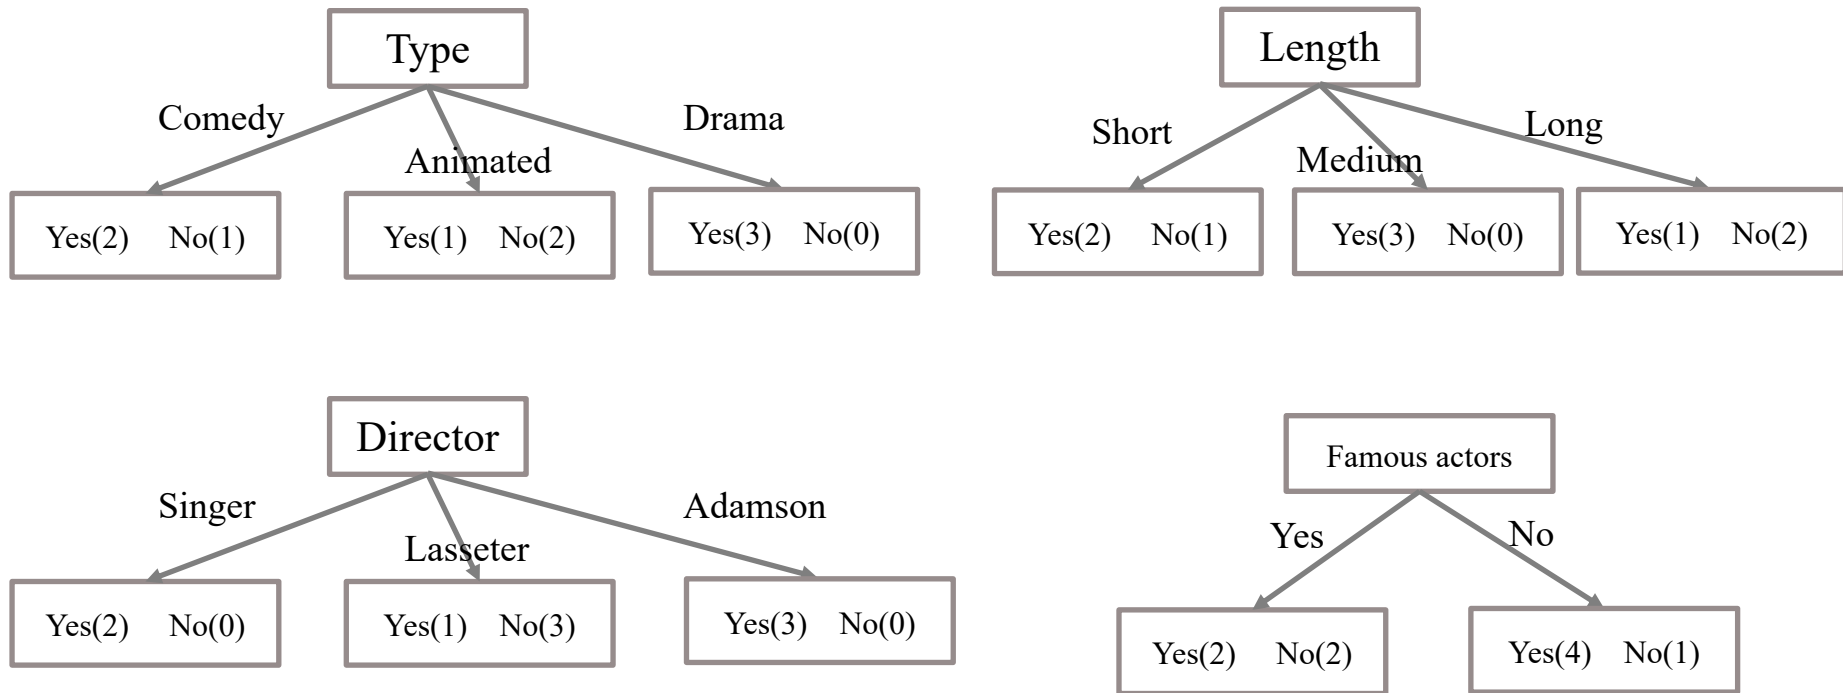 Type
Comedy
Animated
Drama
Yes(2) No(1)
Yes(1) No(2)
Yes(3) No(0)
Length
Short
Medium
Long
Yes(2) No(1)
Yes(3) No(0)
Yes(1) No(2)
Director
Singer
Lasseter
Adamson
Yes(2) No(0)
Yes(1) No(3)
Yes(3) No(0)
Famous actors
Yes
No
Yes(2) No(2)
Yes(4) No(1)